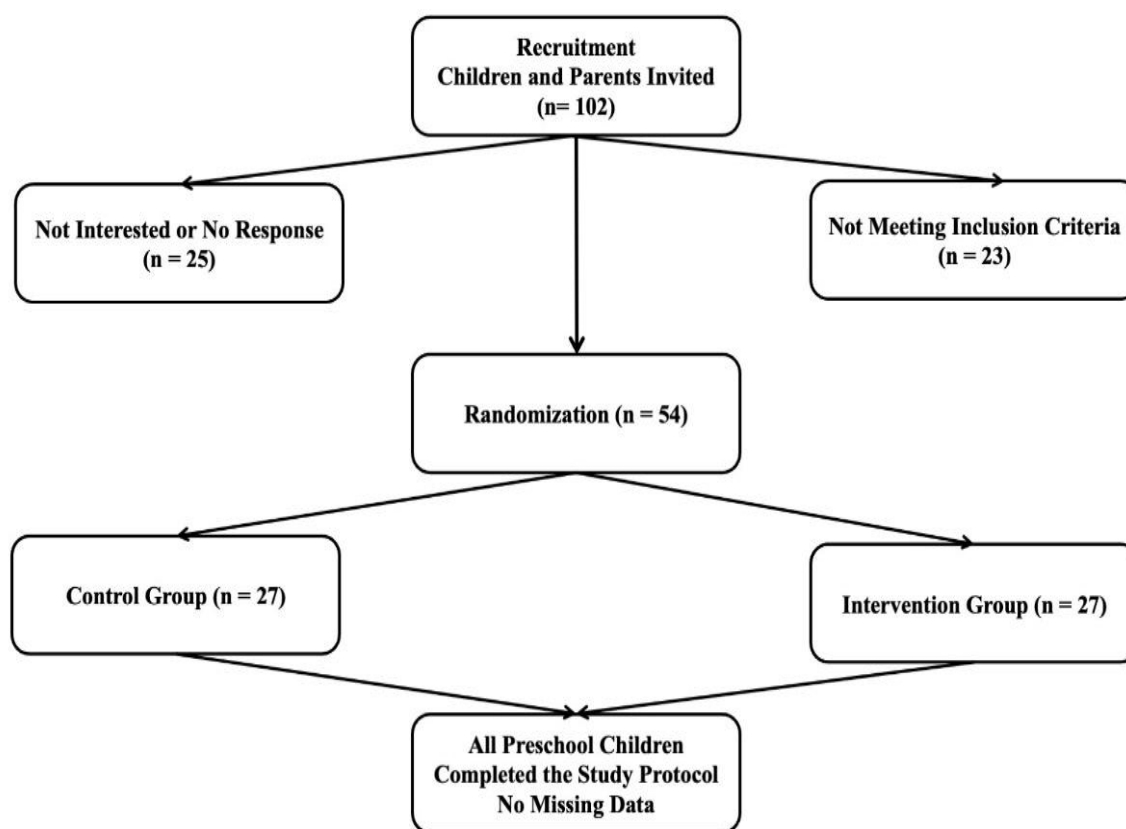 Recruitment
Children and Parents Invited
(n= 102)
Not Interested or No Response
(n = 25)
Not Meeting Inclusion Criteria
(n = 23)
Randomization (n = 54)
Control Group (n = 27)
Intervention Group (n = 27)
All Preschool Children
Completed the Study Protocol
No Missing Data